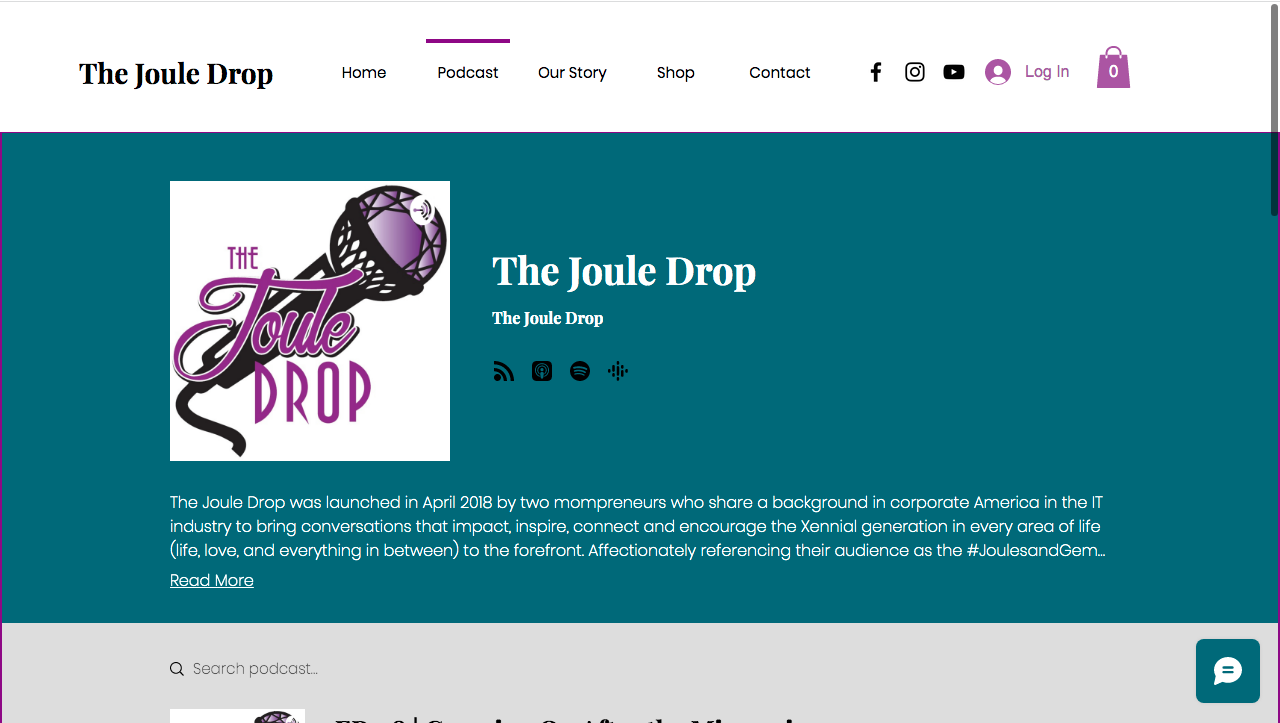 The Joule Drop
Home
Podcast
Our Story
Shop
Contact
Log In
0
THE
Joule
DROP
The Joule Drop
The Joule Drop
The Joule Drop was launched in April 2018 by two mompreneurs who share a background in corporate America in the IT
industry to bring conversations that impact, inspire, connect and encourage the Xennial generation in every area of life
(life, love, and everything in between) to the forefront. Affectionately referencing their audience as the #JoulesandGem...
Read More
Search podcast...